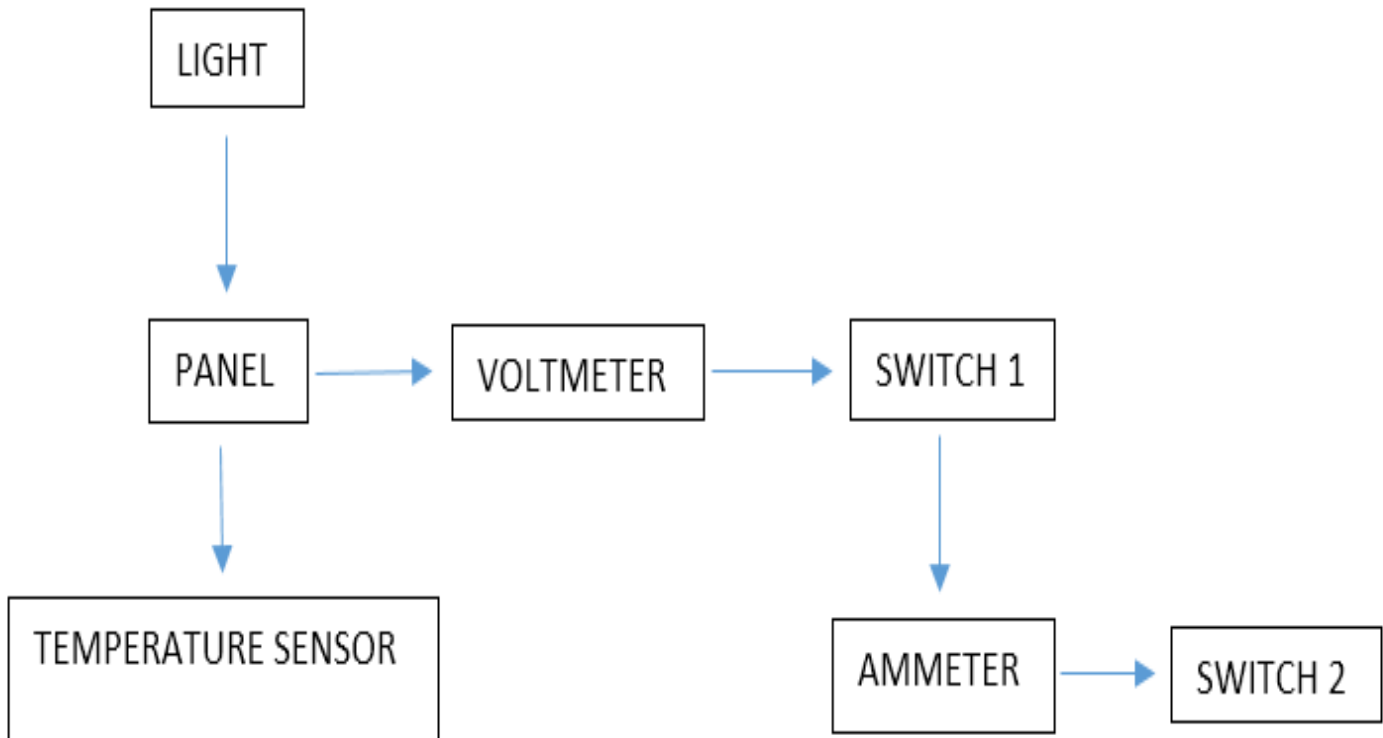 LIGHT
PANEL
VOLTMETER
SWITCH 1
TEMPERATURE SENSOR
AMMETER
SWITCH 2